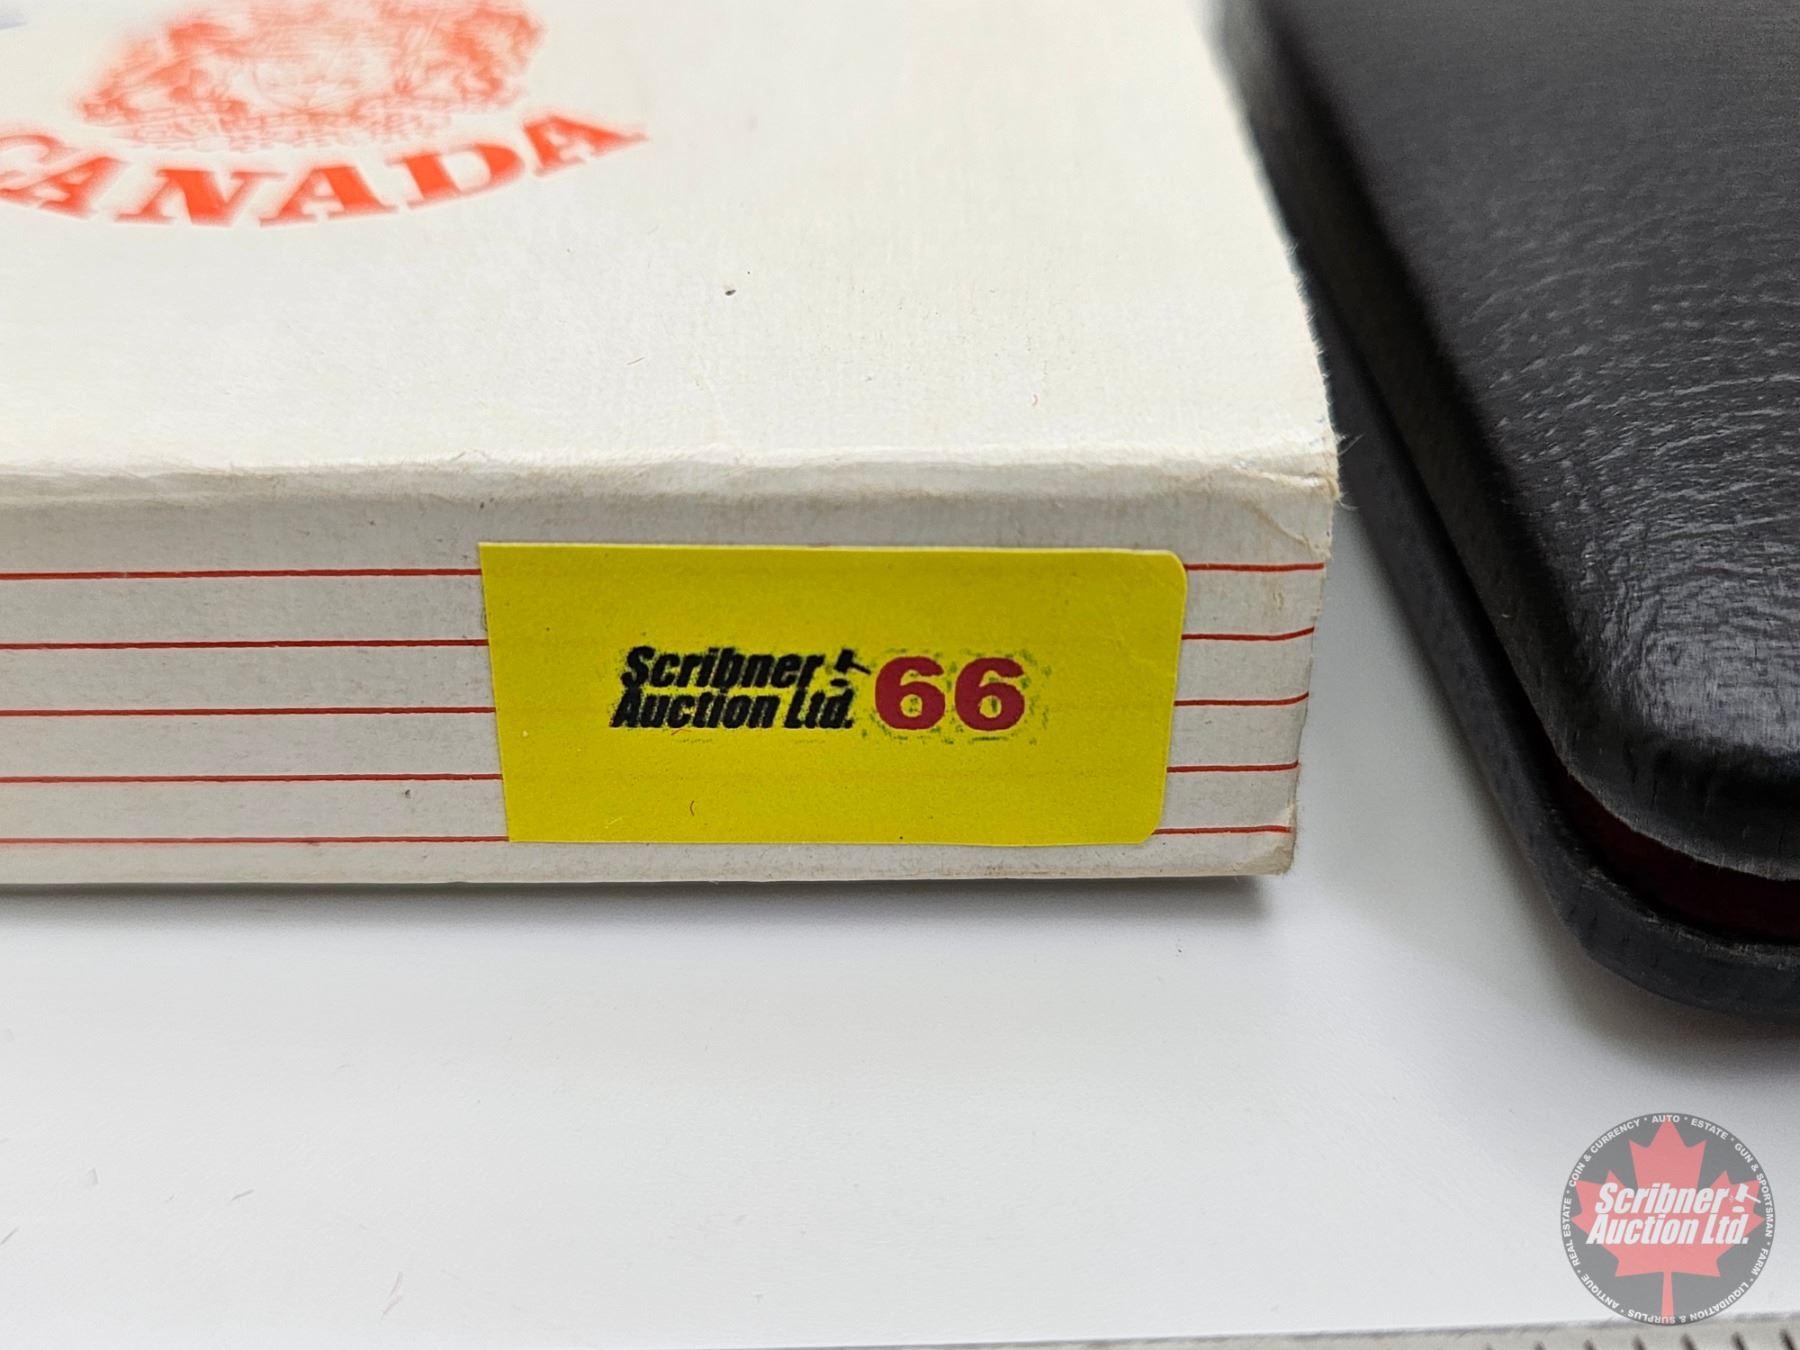 CANADA
Scribner
Auction Ltd. 66
COIN & CURRENCY • AUTO • ESTATE • GUN & SPORTSMAN • FARM • LIQUIDATION & SURPLUS • ANTIQUE • REAL ESTATE •
Scribner
Auction Ltd.